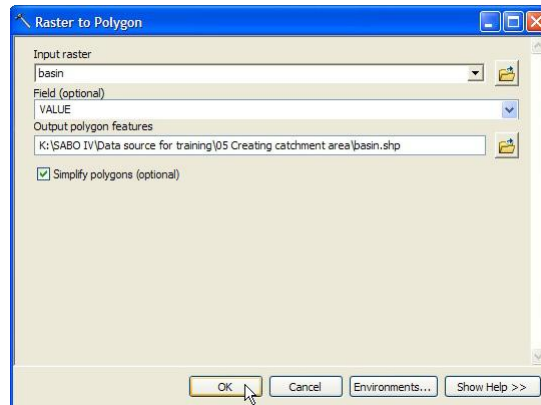 Raster to Polygon
Input raster
basin
Field (optional)
VALUE
Output polygon features
K:\SABO IV\Data source for training\05 Creating catchment area\basin.shp
Simplify polygons (optional)
OK
Cancel
Environments...
Show Help >>